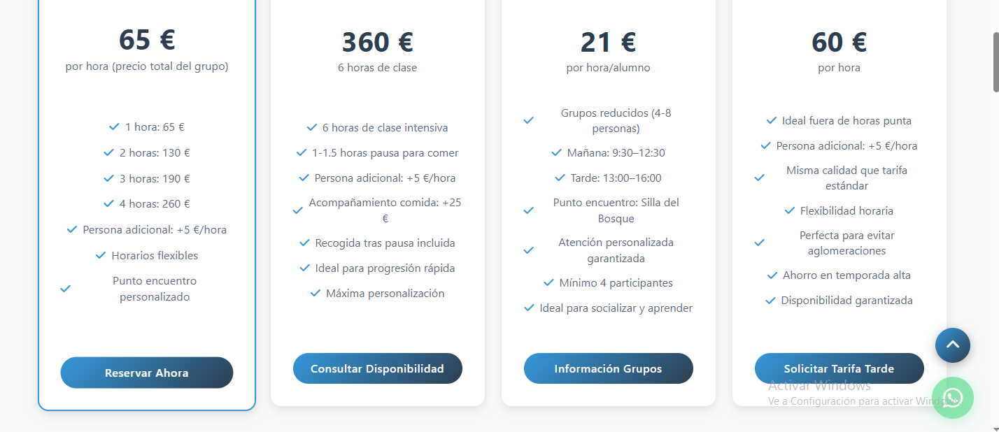 65 €
por hora (precio total del grupo)
1 hora: 65 €
2 horas: 130 €
3 horas: 190 €
4 horas: 260 €
Persona adicional: +5 €/hora
Horarios flexibles
Punto encuentro
personalizado
Reservar Ahora
360 €
6 horas de clase
6 horas de clase intensiva
1-1.5 horas pausa para comer
Persona adicional: +5 €/hora
Acompañamiento comida: +25
€
Recogida tras pausa incluida
Ideal para progresión rápida
Máxima personalización
Consultar Disponibilidad
21 €
por hora/alumno
Grupos reducidos (4-8
personas)
Mañana: 9:30–12:30
Tarde: 13:00–16:00
Punto encuentro: Silla del
Bosque
Atención personalizada
garantizada
Mínimo 4 participantes
Ideal para socializar y aprender
Información Grupos
60 €
por hora
Ideal fuera de horas punta
Persona adicional: +5 €/hora
Misma calidad que tarifa
estándar
Flexibilidad horaria
Perfecta para evitar
aglomeraciones
Ahorro en temporada alta
Disponibilidad garantizada
Solicitar Tarifa Tarde
Activar Windows
Ve a Configuración para activar Windows.